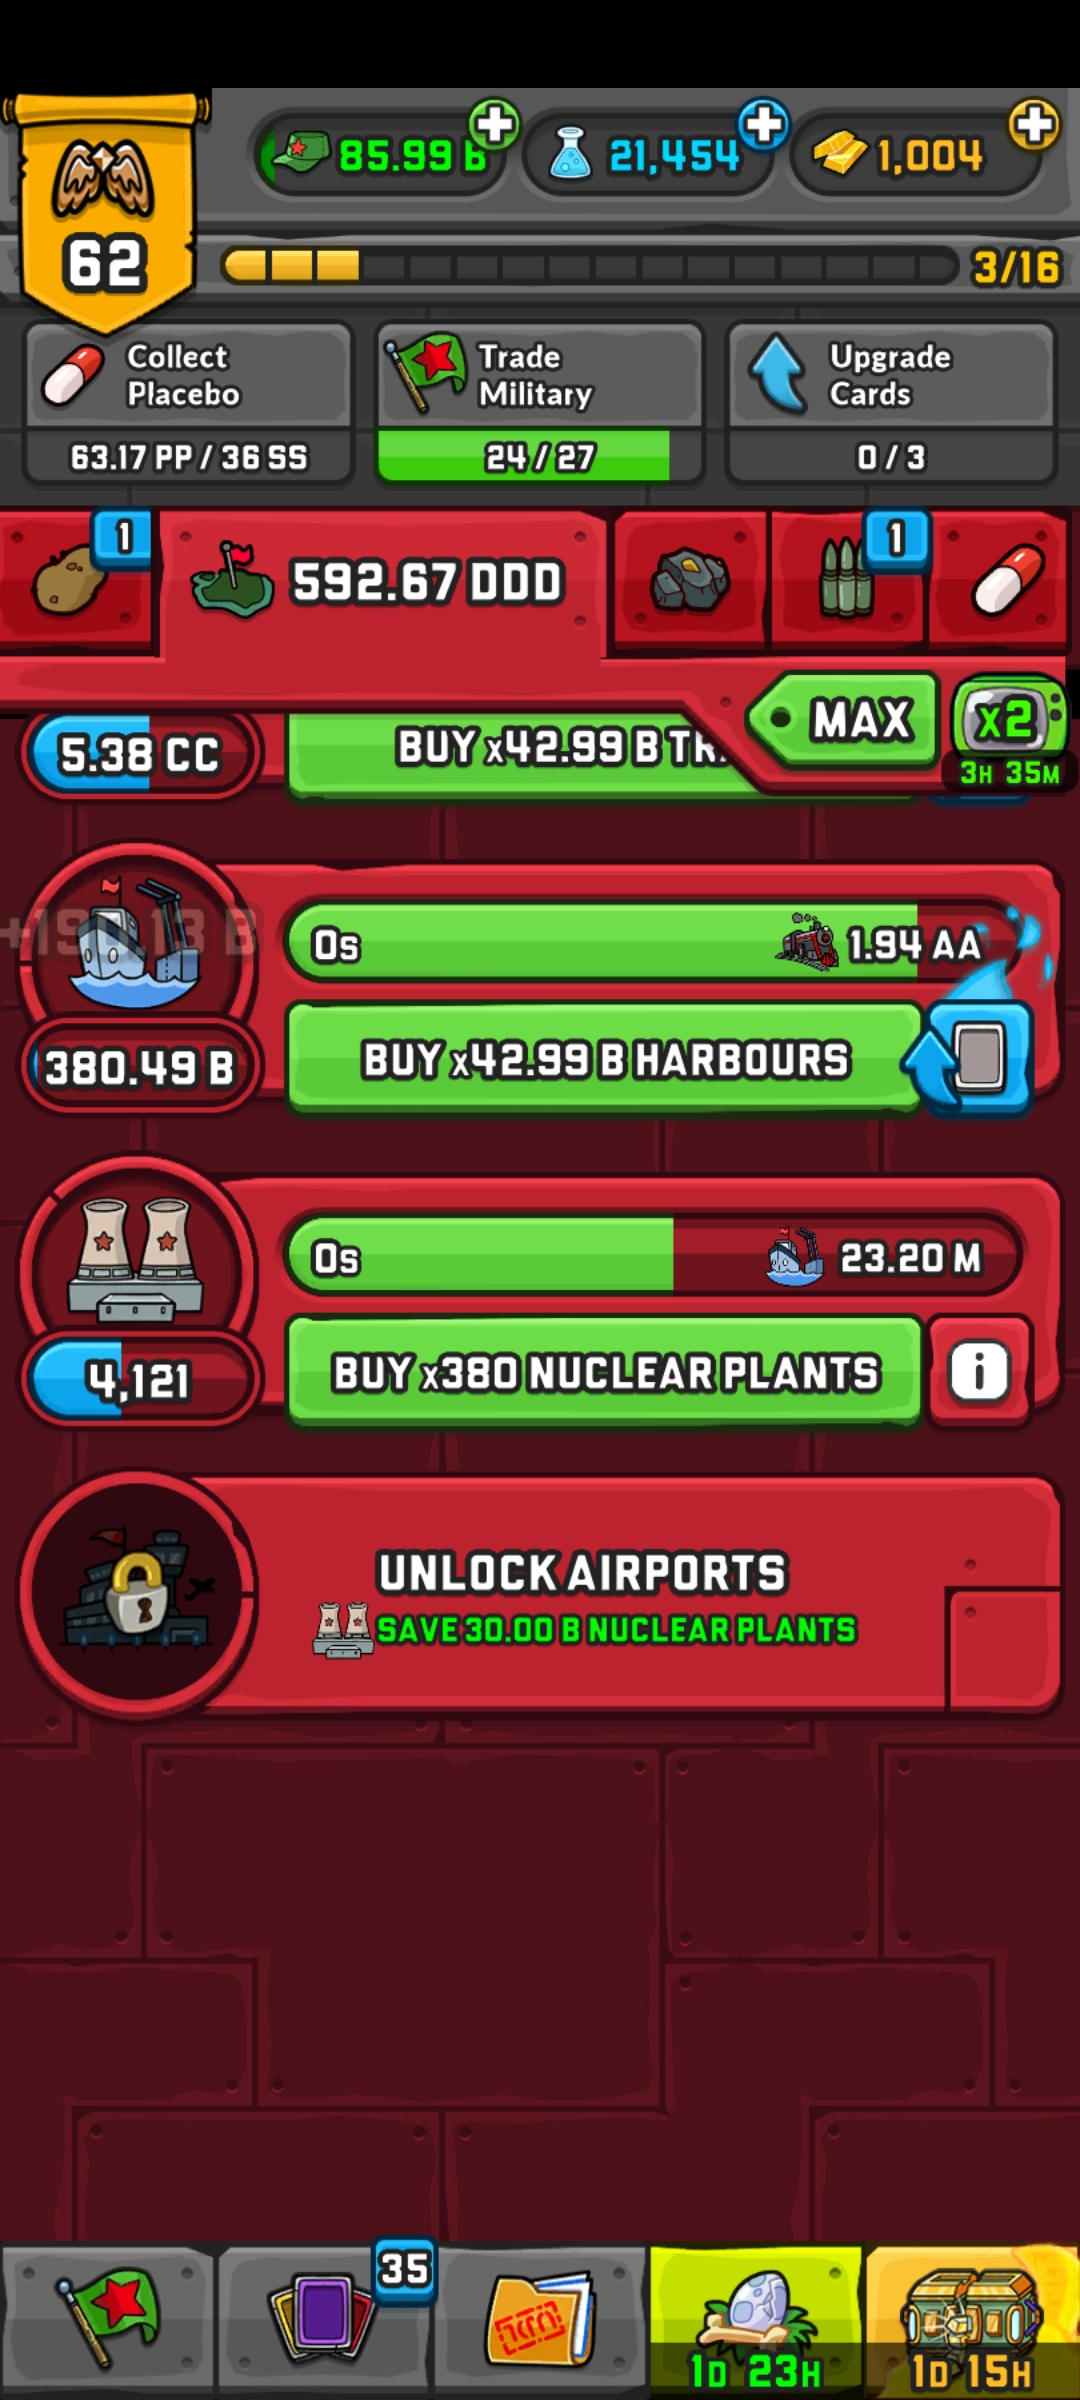 62
85.99 B
21,454
1,004
3/16
Collect
Placebo
63.17 PP / 36 SS
Trade
Military
24 / 27
Upgrade
Cards
0 / 3
1
592.67 DDD
1
MAX
x2
3H 35M
5.38 CC
BUY x42.99 B
0s
1.94 AA
380.49 B
BUY x42.99 B HARBOURS
0s
23.20 M
4,121
BUY x380 NUCLEAR PLANTS
i
UNLOCK AIRPORTS
SAVE 30.00 B NUCLEAR PLANTS
35
1D 23H
1D 15H